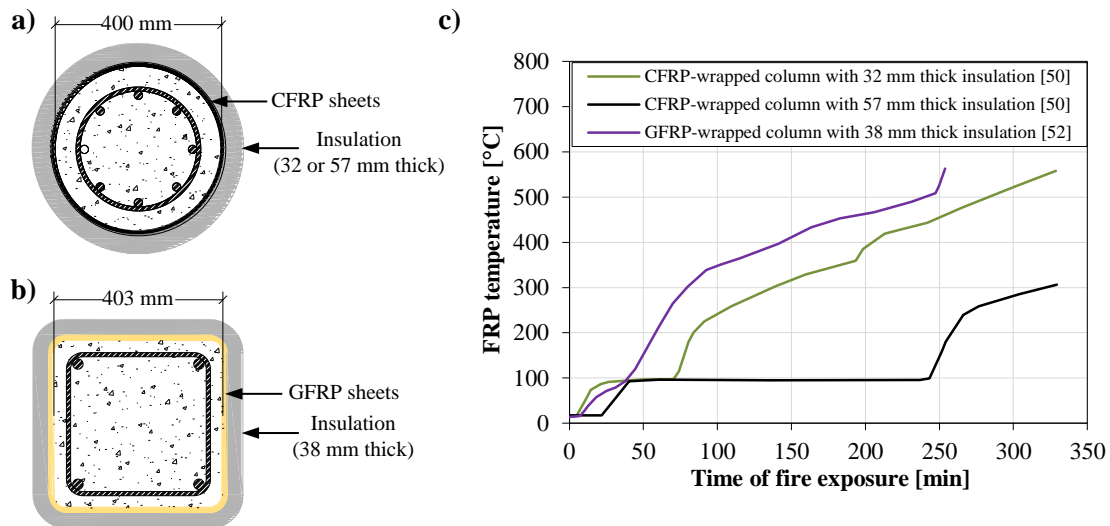 a)
400 mm
CFRP sheets
Insulation
(32 or 57 mm thick)
b)
403 mm
GFRP sheets
Insulation
(38 mm thick)
c)
CFRP-wrapped column with 32 mm thick insulation [50]
CFRP-wrapped column with 57 mm thick insulation [50]
GFRP-wrapped column with 38 mm thick insulation [52]
FRP temperature [°C]
800
700
600
500
400
300
200
100
0
0 50 100 150 200 250 300 350
Time of fire exposure [min]